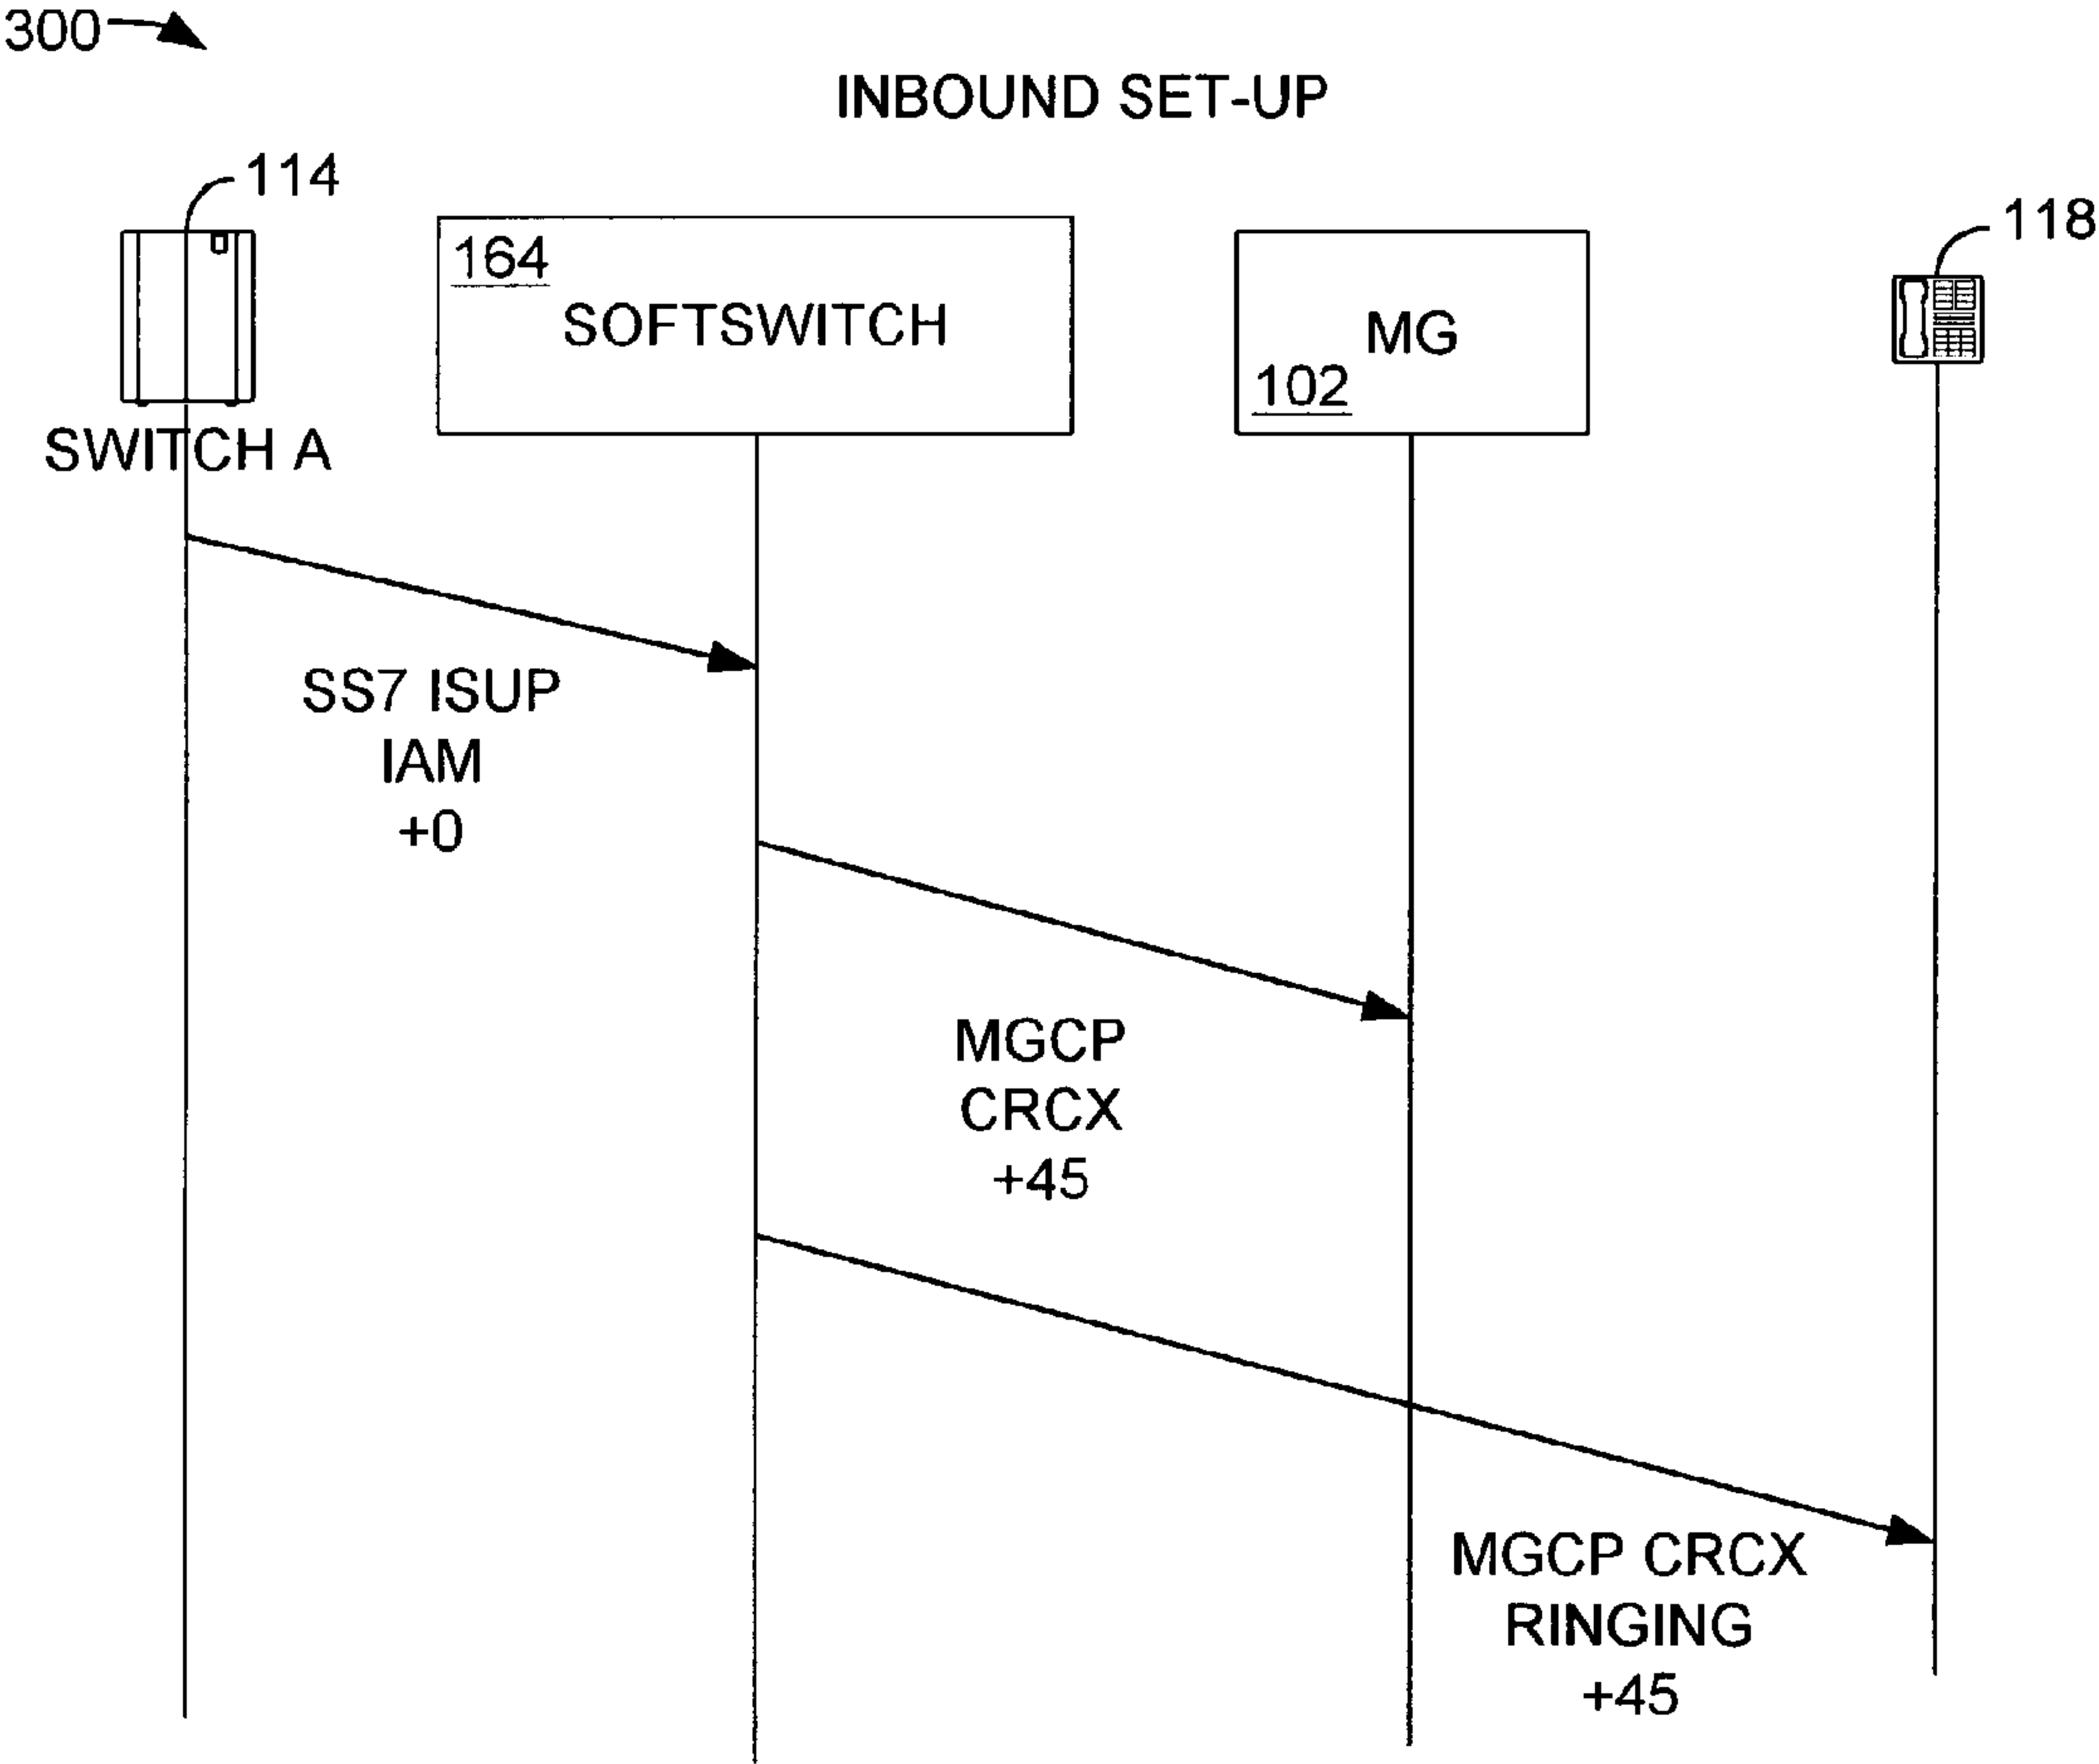 300
INBOUND SET-UP
114
118
164
SOFTSWITCH
MG
102
SWITCH A
SS7 ISUP
IAM
+0
MGCP
CRCX
+45
MGCP CRCX
RINGING
+45